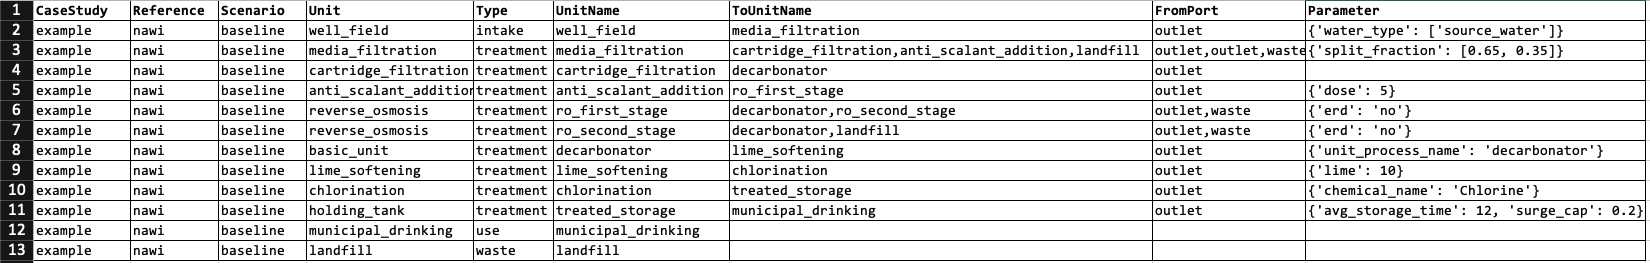 1 CaseStudy Reference Scenario Unit Type UnitName ToUnitName FromPort Parameter
2 example nawi baseline well_field intake well_field media_filtration outlet {'water_type': ['source_water']}
3 example nawi baseline media_filtration treatment media_filtration cartridge_filtration,anti_scalant_addition,landfill outlet,outlet,waste {'split_fraction': [0.65, 0.35]}
4 example nawi baseline cartridge_filtration treatment cartridge_filtration decarbonator outlet
5 example nawi baseline anti_scalant_addition treatment anti_scalant_addition ro_first_stage outlet {'dose': 5}
6 example nawi baseline reverse_osmosis treatment ro_first_stage decarbonator,ro_second_stage outlet,waste {'erd': 'no'}
7 example nawi baseline reverse_osmosis treatment ro_second_stage decarbonator,landfill outlet,waste {'erd': 'no'}
8 example nawi baseline basic_unit treatment decarbonator lime_softening outlet {'unit_process_name': 'decarbonator'}
9 example nawi baseline lime_softening treatment lime_softening chlorination outlet {'lime': 10}
10 example nawi baseline chlorination treatment chlorination treated_storage outlet {'chemical_name': 'Chlorine'}
11 example nawi baseline holding_tank treatment treated_storage municipal_drinking outlet {'avg_storage_time': 12, 'surge_cap': 0.2}
12 example nawi baseline municipal_drinking use municipal_drinking
13 example nawi baseline landfill waste landfill